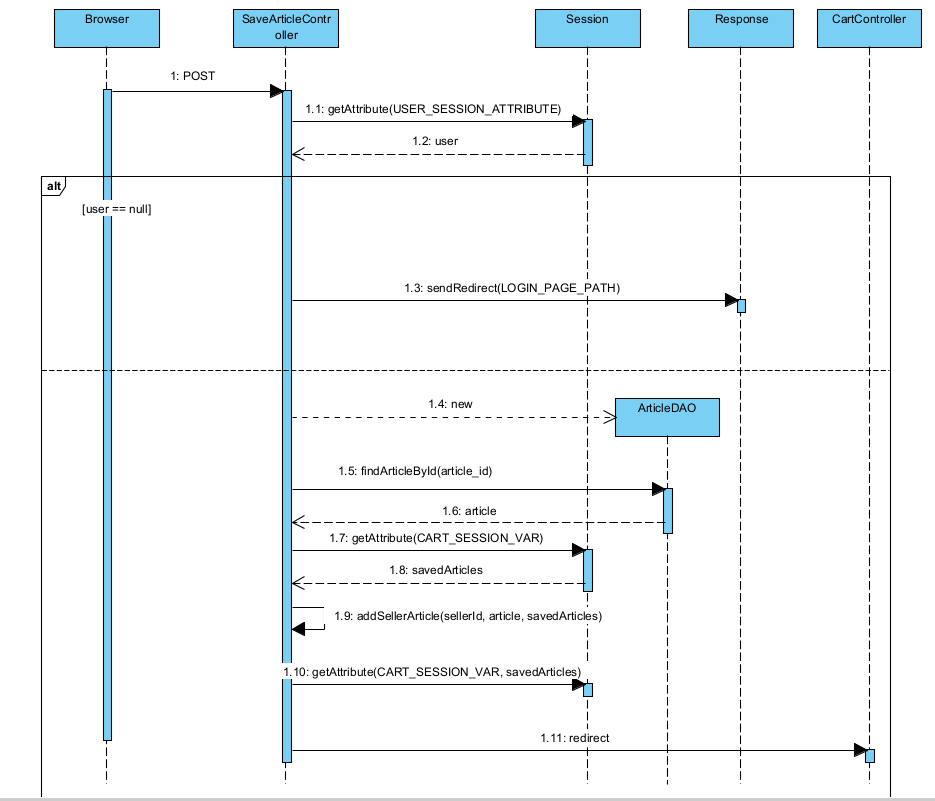 Browser
SaveArticleContr
oller
Session
Response
CartController
1: POST
1.1: getAttribute(USER_SESSION_ATTRIBUTE)
1.2: user
alt
[user == null]
1.3: sendRedirect(LOGIN_PAGE_PATH)
1.4: new
ArticleDAO
1.5: findArticleById(article_id)
1.6: article
1.7: getAttribute(CART_SESSION_VAR)
1.8: savedArticles
1.9: addSellerArticle(sellerId, article, savedArticles)
1.10: getAttribute(CART_SESSION_VAR, savedArticles)
1.11: redirect